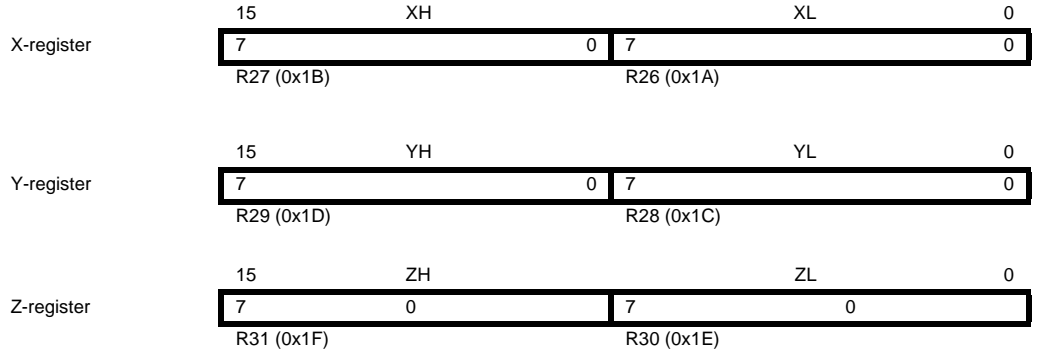 15 XH XL 0
X-register 7 0 7 0
R27 (0x1B) R26 (0x1A)
15 YH YL 0
Y-register 7 0 7 0
R29 (0x1D) R28 (0x1C)
15 ZH ZL 0
Z-register 7 0 7 0
R31 (0x1F) R30 (0x1E)